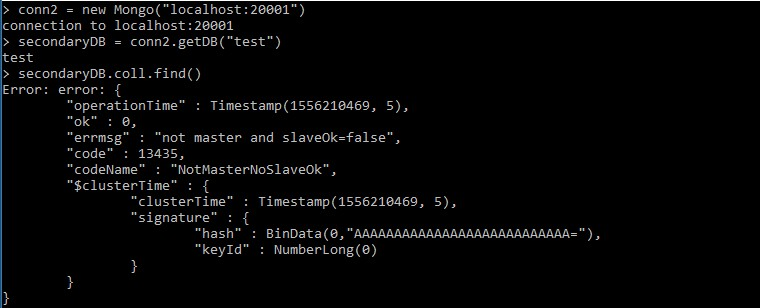 > conn2 = new Mongo("localhost:20001")
connection to localhost:20001
> secondaryDB = conn2.getDB("test")
test
> secondaryDB.coll.find()
Error: error: {
        "operationTime" : Timestamp(1556210469, 5),
        "ok" : 0,
        "errmsg" : "not master and slaveOk=false",
        "code" : 13435,
        "codeName" : "NotMasterNoSlaveOk",
        "$clusterTime" : {
                "clusterTime" : Timestamp(1556210469, 5),
                "signature" : {
                        "hash" : BinData(0,"AAAAAAAAAAAAAAAAAAAAAAAAAAA="),
                        "keyId" : NumberLong(0)
                }
        }
}